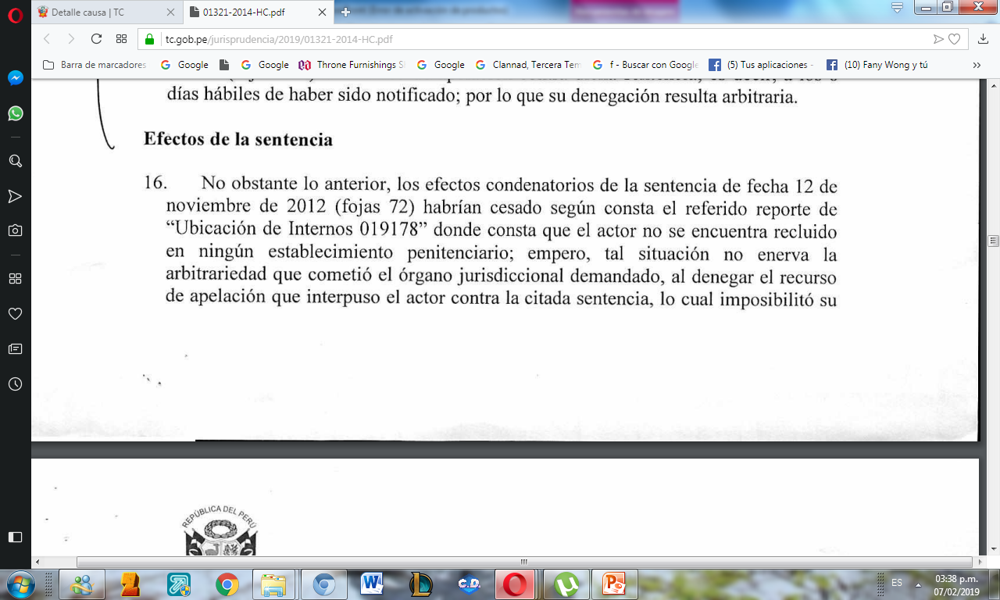 Detalle causa | TC
01321-2014-HC.pdf
tc.gob.pe/jurisprudencia/2019/01321-2014-HC.pdf
Barra de marcadores
Google
Google
Throne Furnishings S
Google
Clannad, Tercera Tem
f - Buscar con Google
(5) Tus aplicaciones -
(10) Fany Wong y tú
días hábiles de haber sido notificado; por lo que su denegación resulta arbitraria.
Efectos de la sentencia
16. No obstante lo anterior, los efectos condenatorios de la sentencia de fecha 12 de
noviembre de 2012 (fojas 72) habrían cesado según consta el referido reporte de
“Ubicación de Internos 019178” donde consta que el actor no se encuentra recluido
en ningún establecimiento penitenciario; empero, tal situación no enerva la
arbitrariedad que cometió el órgano jurisdiccional demandado, al denegar el recurso
de apelación que interpuso el actor contra la citada sentencia, lo cual imposibilitó su
REPÚBLICA DEL PERÚ
C.D.
ES
03:38 p.m.
07/02/2019